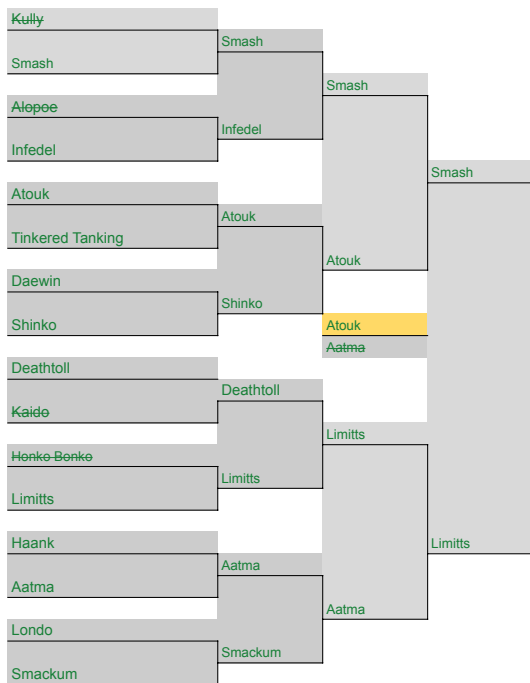 Kully
Smash
Alopoe
Infedel
Atouk
Tinkered Tanking
Daewin
Shinko
Deathtoll
Kaido
Honko Bonko
Limitts
Haank
Aatma
Londo
Smackum
Smash
Infedel
Atouk
Shinko
Deathtoll
Limitts
Aatma
Smackum
Smash
Atouk
Atouk
Aatma
Limitts
Aatma
Smash
Limitts